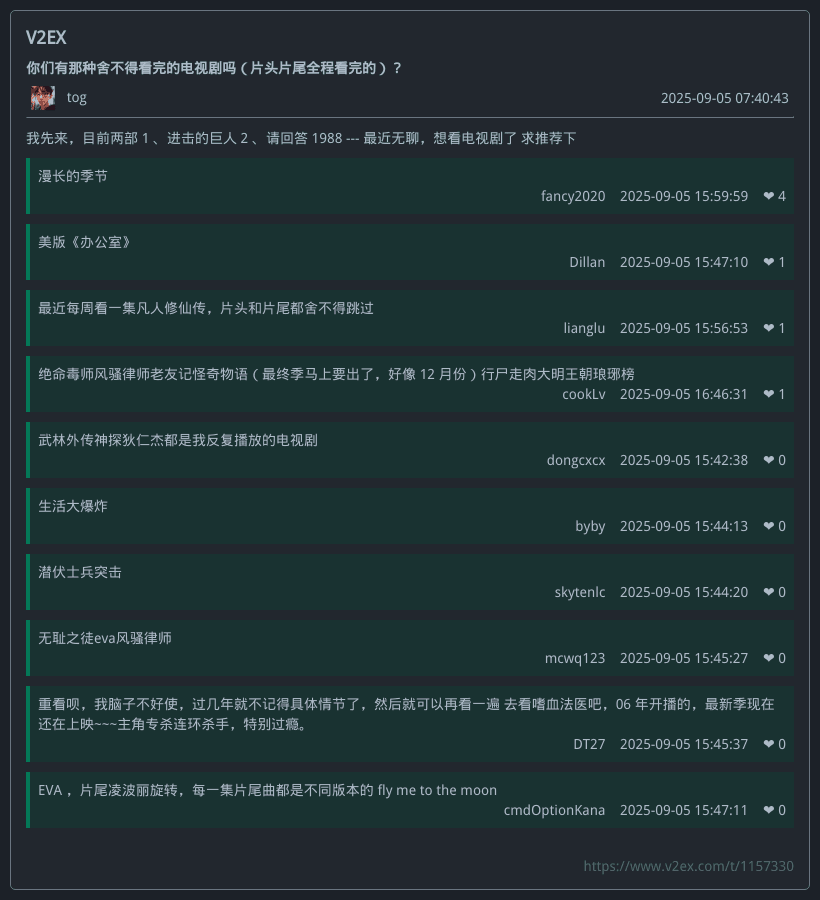 V2EX
你们有那种舍不得看完的电视剧吗（片头片尾全程看完的）？
tog 2025-09-05 07:40:43
我先来，目前两部 1 、进击的巨人 2 、请回答 1988 --- 最近无聊，想看电视剧了 求推荐下
漫长的季节
fancy2020 2025-09-05 15:59:59 ❤ 4
美版《办公室》
Dillan 2025-09-05 15:47:10 ❤ 1
最近每周看一集凡人修仙传，片头和片尾都舍不得跳过
lianglu 2025-09-05 15:56:53 ❤ 1
绝命毒师风骚律师老友记怪奇物语（最终季马上要出了，好像 12 月份）行尸走肉大明王朝琅琊榜
cookLv 2025-09-05 16:46:31 ❤ 1
武林外传神探狄仁杰都是我反复播放的电视剧
dongcxcx 2025-09-05 15:42:38 ❤ 0
生活大爆炸
byby 2025-09-05 15:44:13 ❤ 0
潜伏士兵突击
skytenlc 2025-09-05 15:44:20 ❤ 0
无耻之徒eva风骚律师
mcwq123 2025-09-05 15:45:27 ❤ 0
重看呗，我脑子不好使，过几年就不记得具体情节了，然后就可以再看一遍 去看嗜血法医吧，06 年开播的，最新季现在
还在上映~~~主角专杀连环杀手，特别过瘾。
DT27 2025-09-05 15:45:37 ❤ 0
EVA ，片尾凌波丽旋转，每一集片尾曲都是不同版本的 fly me to the moon
cmdOptionKana 2025-09-05 15:47:11 ❤ 0
https://www.v2ex.com/t/1157330